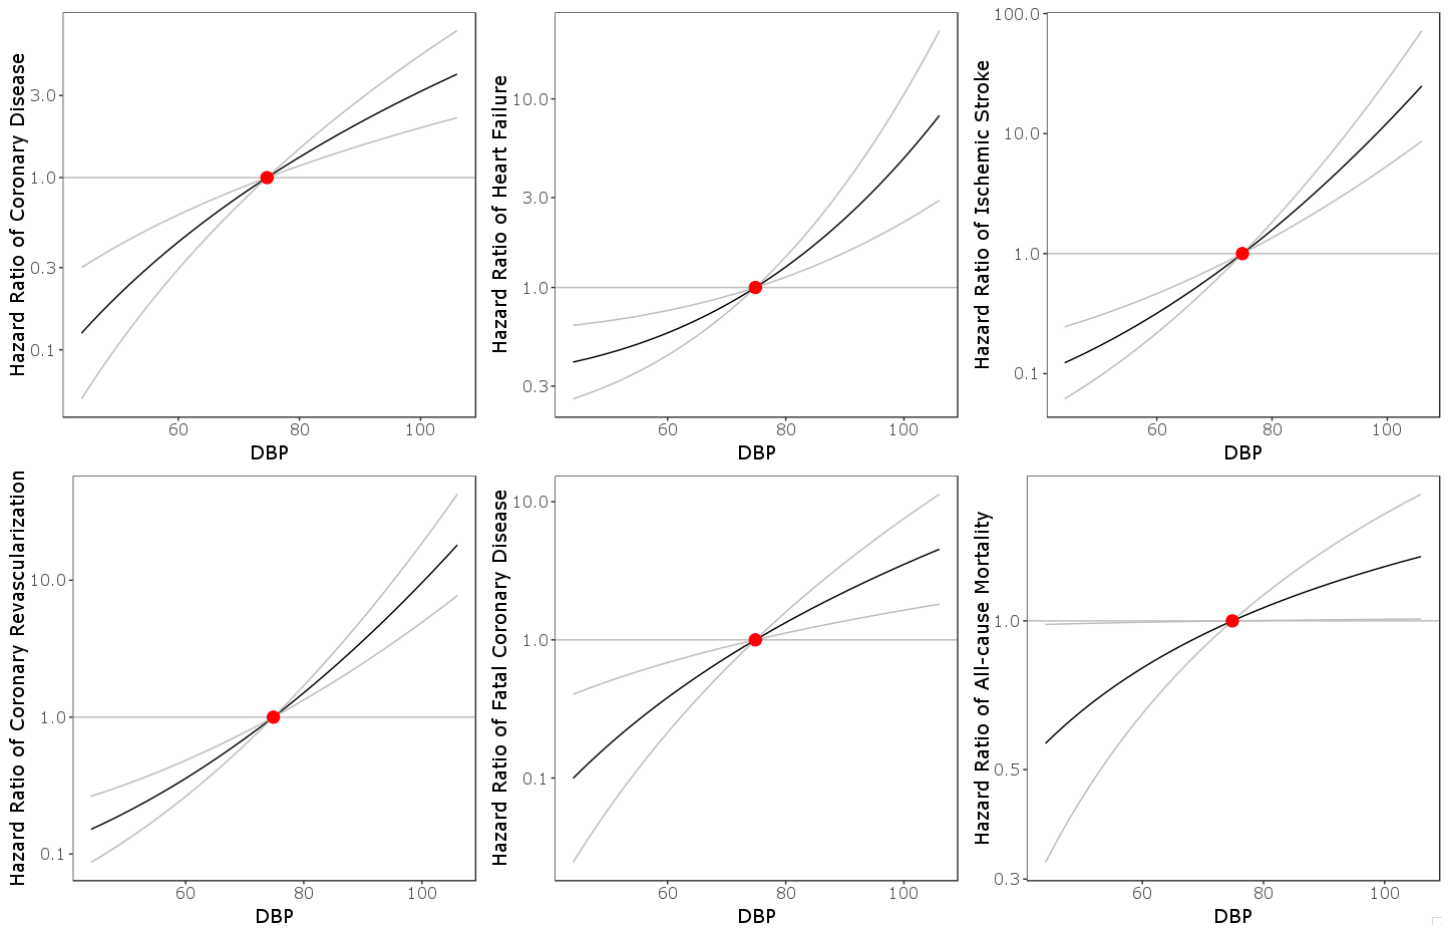 Hazard Ratio of Coronary Disease
3.0
1.0
0.3
0.1
60 80 100
DBP
Hazard Ratio of Heart Failure
10.0
3.0
1.0
0.3
60 80 100
DBP
Hazard Ratio of Ischemic Stroke
100.0
10.0
1.0
0.1
60 80 100
DBP
Hazard Ratio of Coronary Revascularization
10.0
1.0
0.1
60 80 100
DBP
Hazard Ratio of Fatal Coronary Disease
10.0
1.0
0.1
60 80 100
DBP
Hazard Ratio of All-cause Mortality
1.0
0.5
0.3
60 80 100
DBP